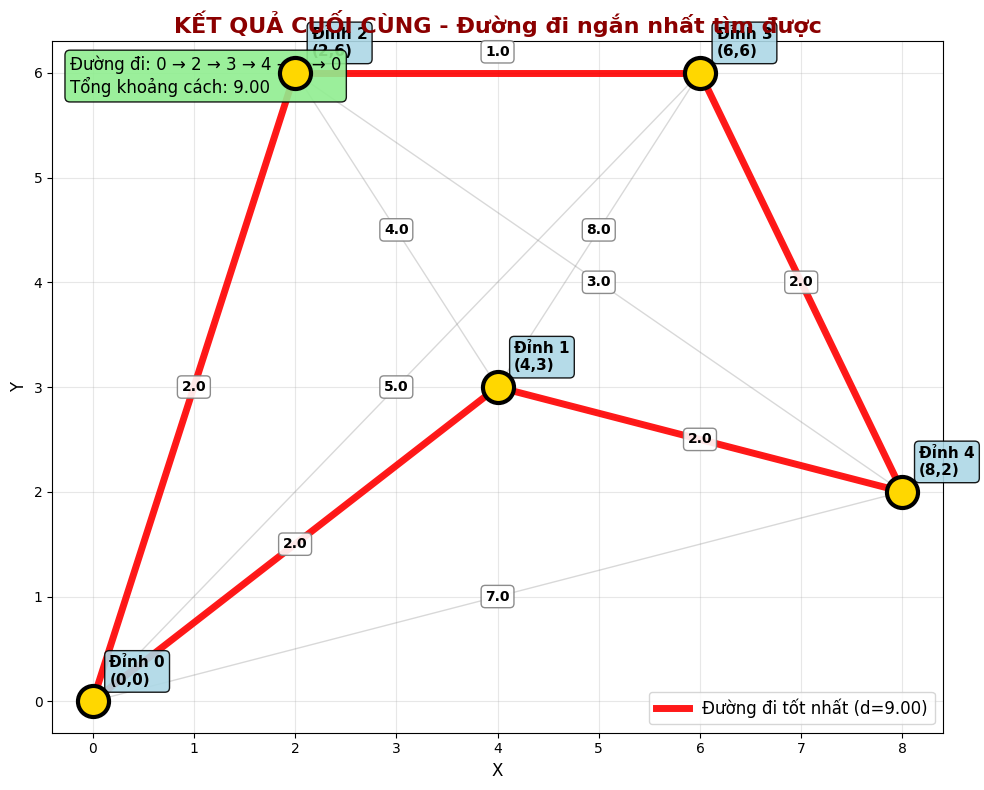 KẾT QUẢ CUỐI CÙNG - Đường đi ngắn nhất tìm được
Đỉnh 2
(2,6)
1.0
Đỉnh 3
(6,6)
Đường đi: 0 → 2 → 3 → 4 → 0
Tổng khoảng cách: 9.00
6
5
4
3
2
1
0
Y
4.0
8.0
3.0
2.0
Đỉnh 1
(4,3)
2.0
5.0
2.0
Đỉnh 4
(8,2)
2.0
7.0
Đỉnh 0
(0,0)
Đường đi tốt nhất (d=9.00)
0 1 2 3 4 5 6 7 8
X